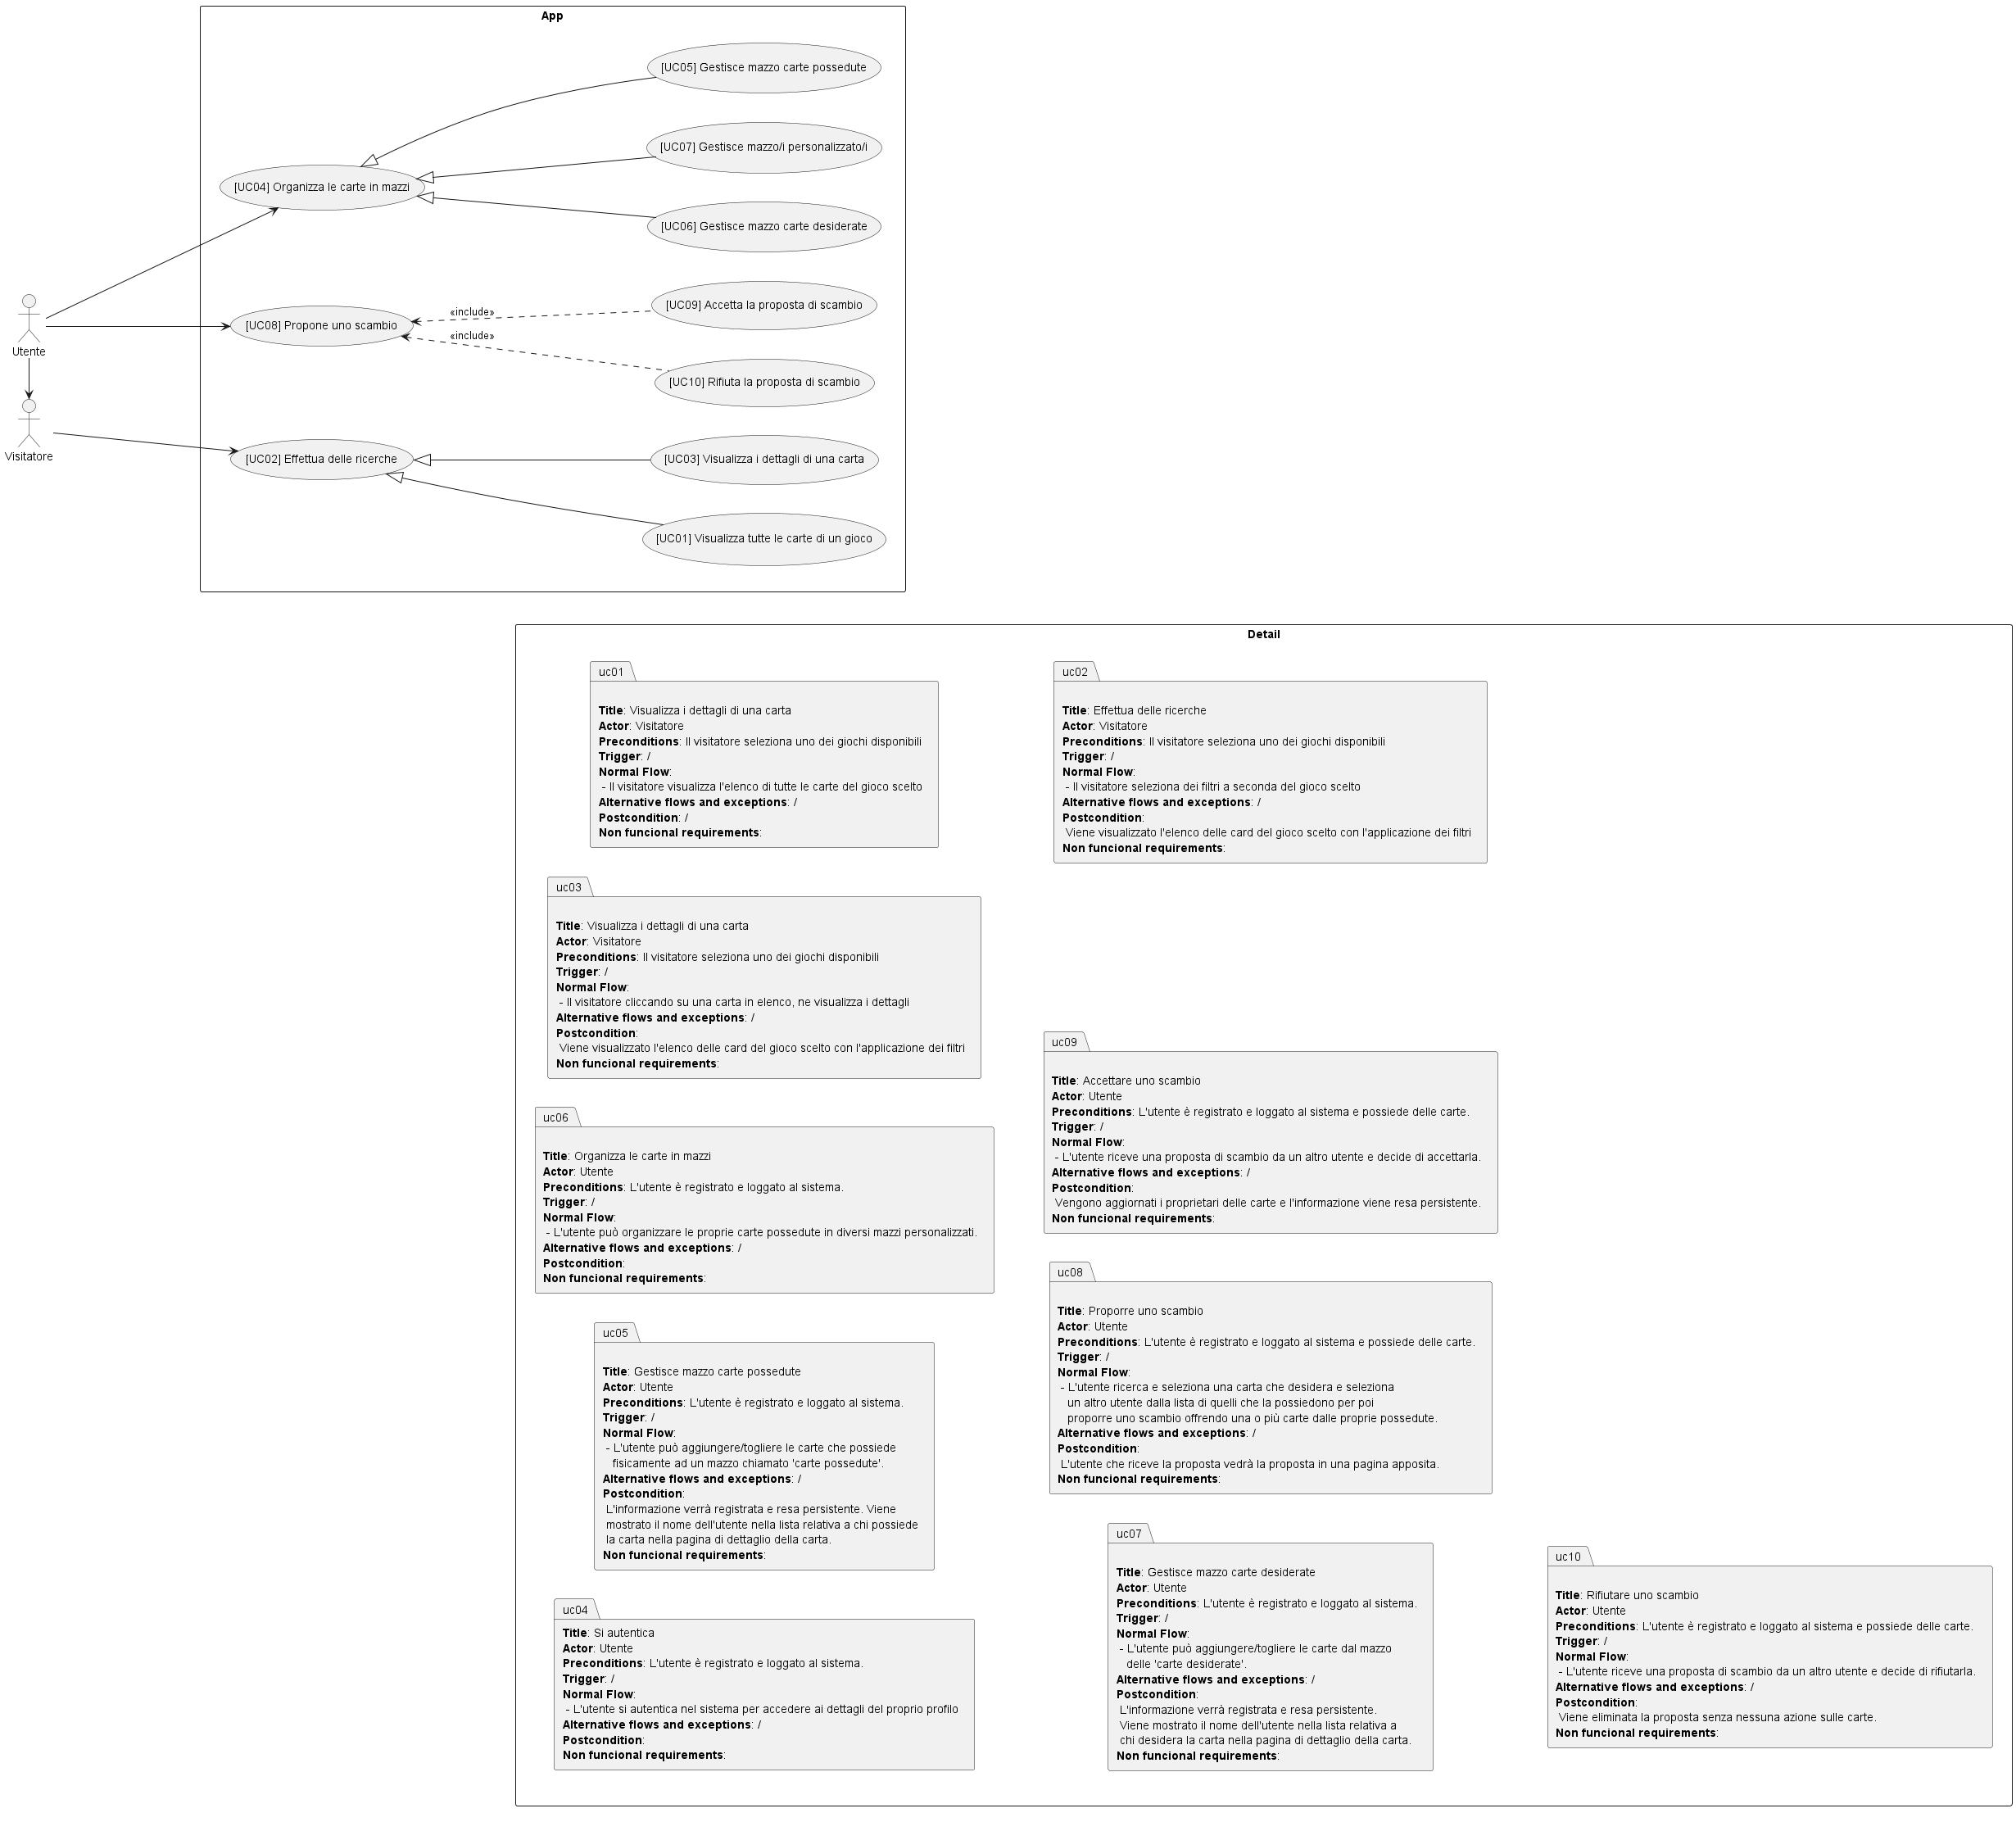 App
[UC05] Gestisce mazzo carte possedute
[UC07] Gestisce mazzo/i personalizzato/i
[UC04] Organizza le carte in mazzi
[UC06] Gestisce mazzo carte desiderate
[UC09] Accetta la proposta di scambio
«include»
[UC08] Propone uno scambio
«include»
Utente
[UC10] Rifiuta la proposta di scambio
Visitatore
[UC02] Effettua delle ricerche
[UC03] Visualizza i dettagli di una carta
[UC01] Visualizza tutte le carte di un gioco
Detail
uc01
Title: Visualizza i dettagli di una carta
Actor: Visitatore
Preconditions: Il visitatore seleziona uno dei giochi disponibili
Trigger: /
Normal Flow:
- Il visitatore visualizza l'elenco di tutte le carte del gioco scelto
Alternative flows and exceptions: /
Postcondition: /
Non funcional requirements:
uc02
Title: Effettua delle ricerche
Actor: Visitatore
Preconditions: Il visitatore seleziona uno dei giochi disponibili
Trigger: /
Normal Flow:
- Il visitatore seleziona dei filtri a seconda del gioco scelto
Alternative flows and exceptions: /
Postcondition:
Viene visualizzato l'elenco delle card del gioco scelto con l'applicazione dei filtri
Non funcional requirements:
uc03
Title: Visualizza i dettagli di una carta
Actor: Visitatore
Preconditions: Il visitatore seleziona uno dei giochi disponibili
Trigger: /
Normal Flow:
- Il visitatore cliccando su una carta in elenco, ne visualizza i dettagli
Alternative flows and exceptions: /
Postcondition:
Viene visualizzato l'elenco delle card del gioco scelto con l'applicazione dei filtri
Non funcional requirements:
uc09
Title: Accettare uno scambio
Actor: Utente
Preconditions: L'utente è registrato e loggato al sistema e possiede delle carte.
Trigger: /
Normal Flow:
- L'utente riceve una proposta di scambio da un altro utente e decide di accettarla.
Alternative flows and exceptions: /
Postcondition:
Vengono aggiornati i proprietari delle carte e l'informazione viene resa persistente.
Non funcional requirements:
uc06
Title: Organizza le carte in mazzi
Actor: Utente
Preconditions: L'utente è registrato e loggato al sistema.
Trigger: /
Normal Flow:
- L'utente può organizzare le proprie carte possedute in diversi mazzi personalizzati.
Alternative flows and exceptions: /
Postcondition:
Non funcional requirements:
uc08
Title: Proporre uno scambio
Actor: Utente
Preconditions: L'utente è registrato e loggato al sistema e possiede delle carte.
Trigger: /
Normal Flow:
- L'utente ricerca e seleziona una carta che desidera e seleziona
un altro utente dalla lista di quelli che la possiedono per poi
proporre uno scambio offrendo una o più carte dalle proprie possedute.
Alternative flows and exceptions: /
Postcondition:
L'utente che riceve la proposta vedrà la proposta in una pagina apposita.
Non funcional requirements:
uc05
Title: Gestisce mazzo carte possedute
Actor: Utente
Preconditions: L'utente è registrato e loggato al sistema.
Trigger: /
Normal Flow:
- L'utente può aggiungere/togliere le carte che possiede
fisicamente ad un mazzo chiamato 'carte possedute'.
Alternative flows and exceptions: /
Postcondition:
L'informazione verrà registrata e resa persistente. Viene
mostrato il nome dell'utente nella lista relativa a chi possiede
la carta nella pagina di dettaglio della carta.
Non funcional requirements:
uc07
Title: Gestisce mazzo carte desiderate
Actor: Utente
Preconditions: L'utente è registrato e loggato al sistema.
Trigger: /
Normal Flow:
- L'utente può aggiungere/togliere le carte dal mazzo
delle 'carte desiderate'.
Alternative flows and exceptions: /
Postcondition:
L'informazione verrà registrata e resa persistente.
Viene mostrato il nome dell'utente nella lista relativa a
chi desidera la carta nella pagina di dettaglio della carta.
Non funcional requirements:
uc10
Title: Rifiutare uno scambio
Actor: Utente
Preconditions: L'utente è registrato e loggato al sistema e possiede delle carte.
Trigger: /
Normal Flow:
- L'utente riceve una proposta di scambio da un altro utente e decide di rifiutarla.
Alternative flows and exceptions: /
Postcondition:
Viene eliminata la proposta senza nessuna azione sulle carte.
Non funcional requirements:
uc04
Title: Si autentica
Actor: Utente
Preconditions: L'utente è registrato e loggato al sistema.
Trigger: /
Normal Flow:
- L'utente si autentica nel sistema per accedere ai dettagli del proprio profilo
Alternative flows and exceptions: /
Postcondition:
Non funcional requirements: